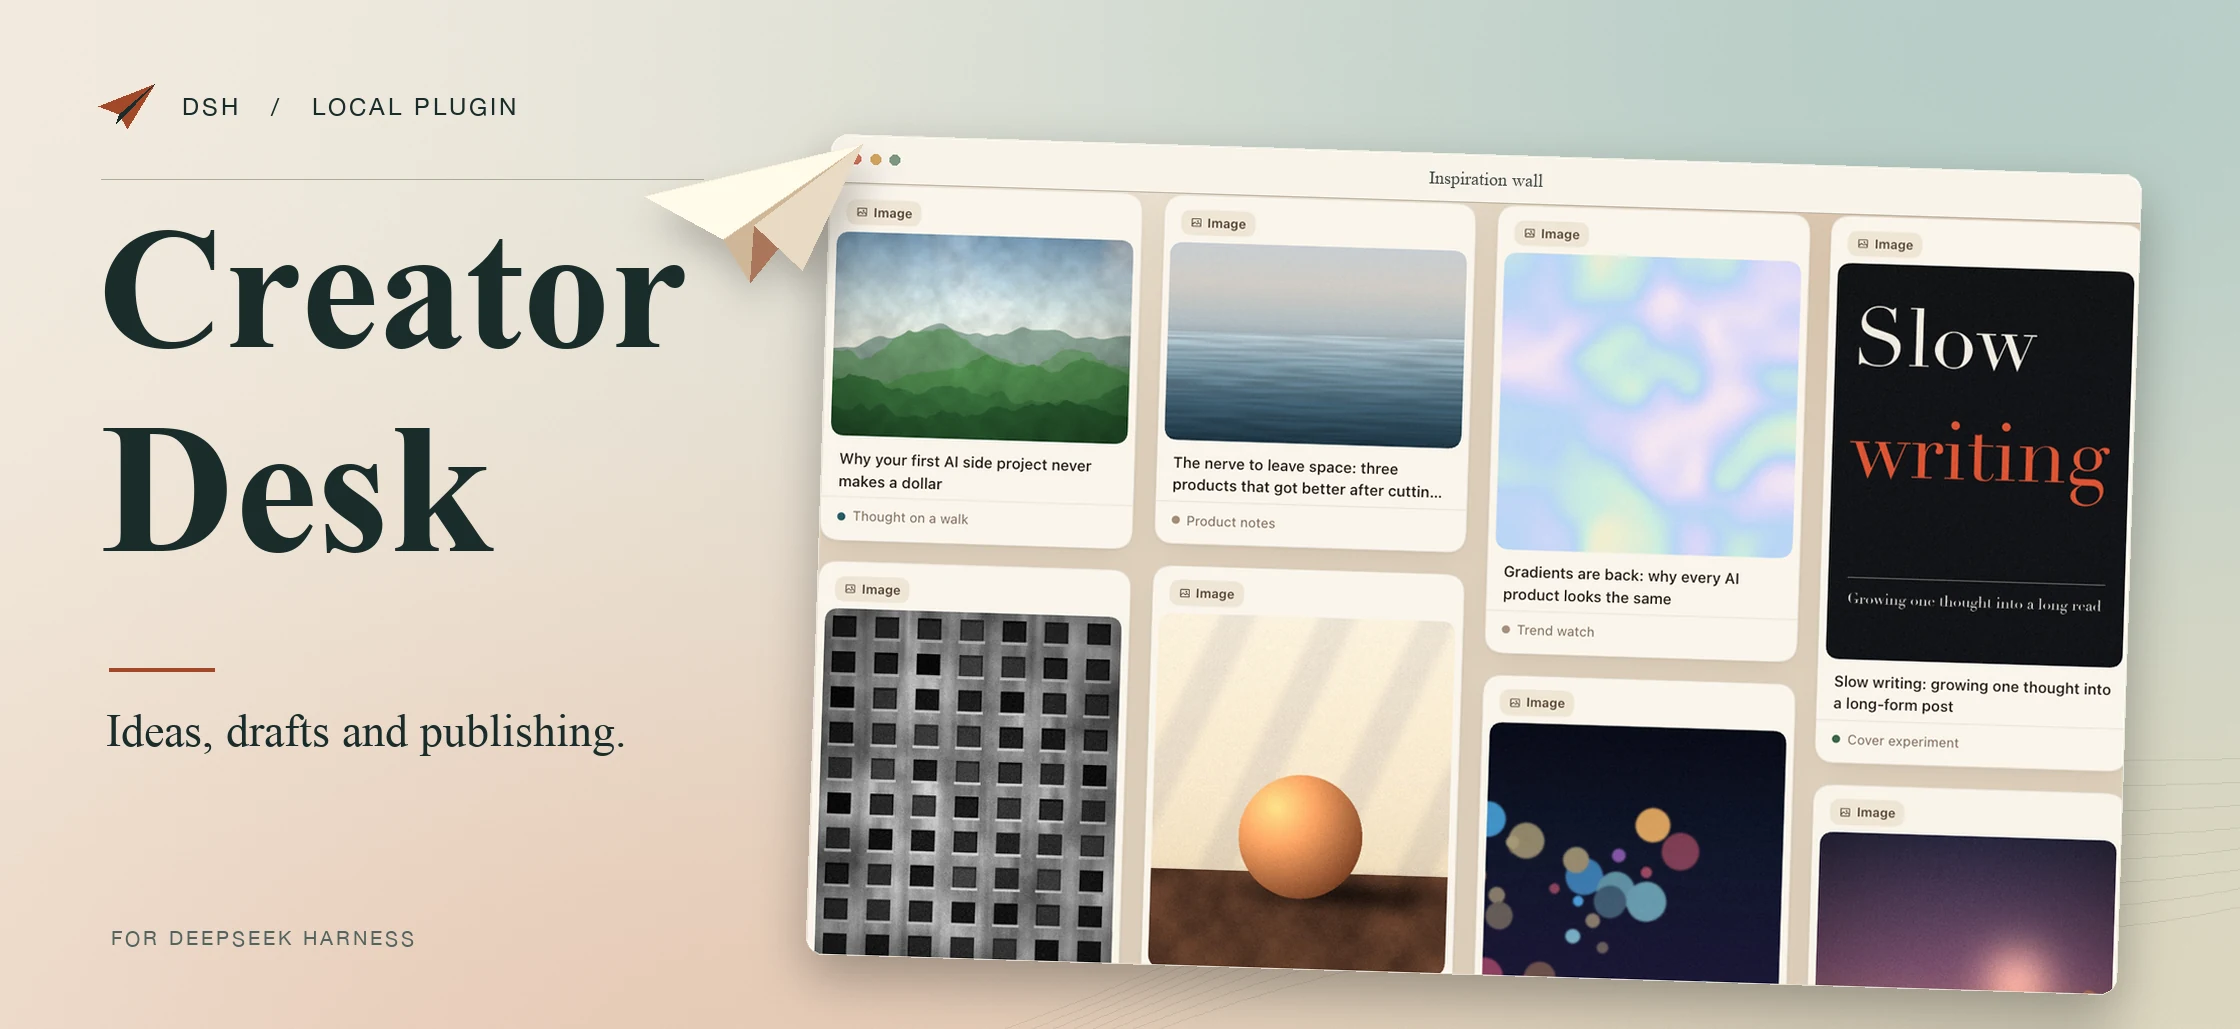 DSH / LOCAL PLUGIN
Creator
Desk
Ideas, drafts and publishing.
FOR DEEPSEEK HARNESS
Inspiration wall
Image
Why your first AI side project never
makes a dollar
Thought on a walk
Image
Image
The nerve to leave space: three
products that got better after cuttin...
Product notes
Image
Image
Gradients are back: why every AI
product looks the same
Trend watch
Image
Image
Slow
writing
Growing one thought into a long read
Slow writing: growing one thought into
a long-form post
Cover experiment
Image